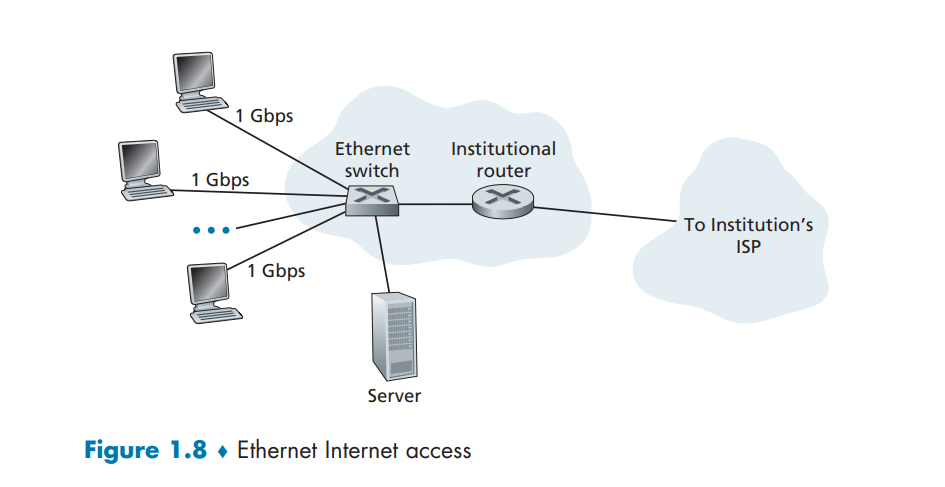 1 Gbps
Ethernet
switch
Institutional
router
1 Gbps
To Institution's
ISP
1 Gbps
Server
Figure 1.8 ♦ Ethernet Internet access